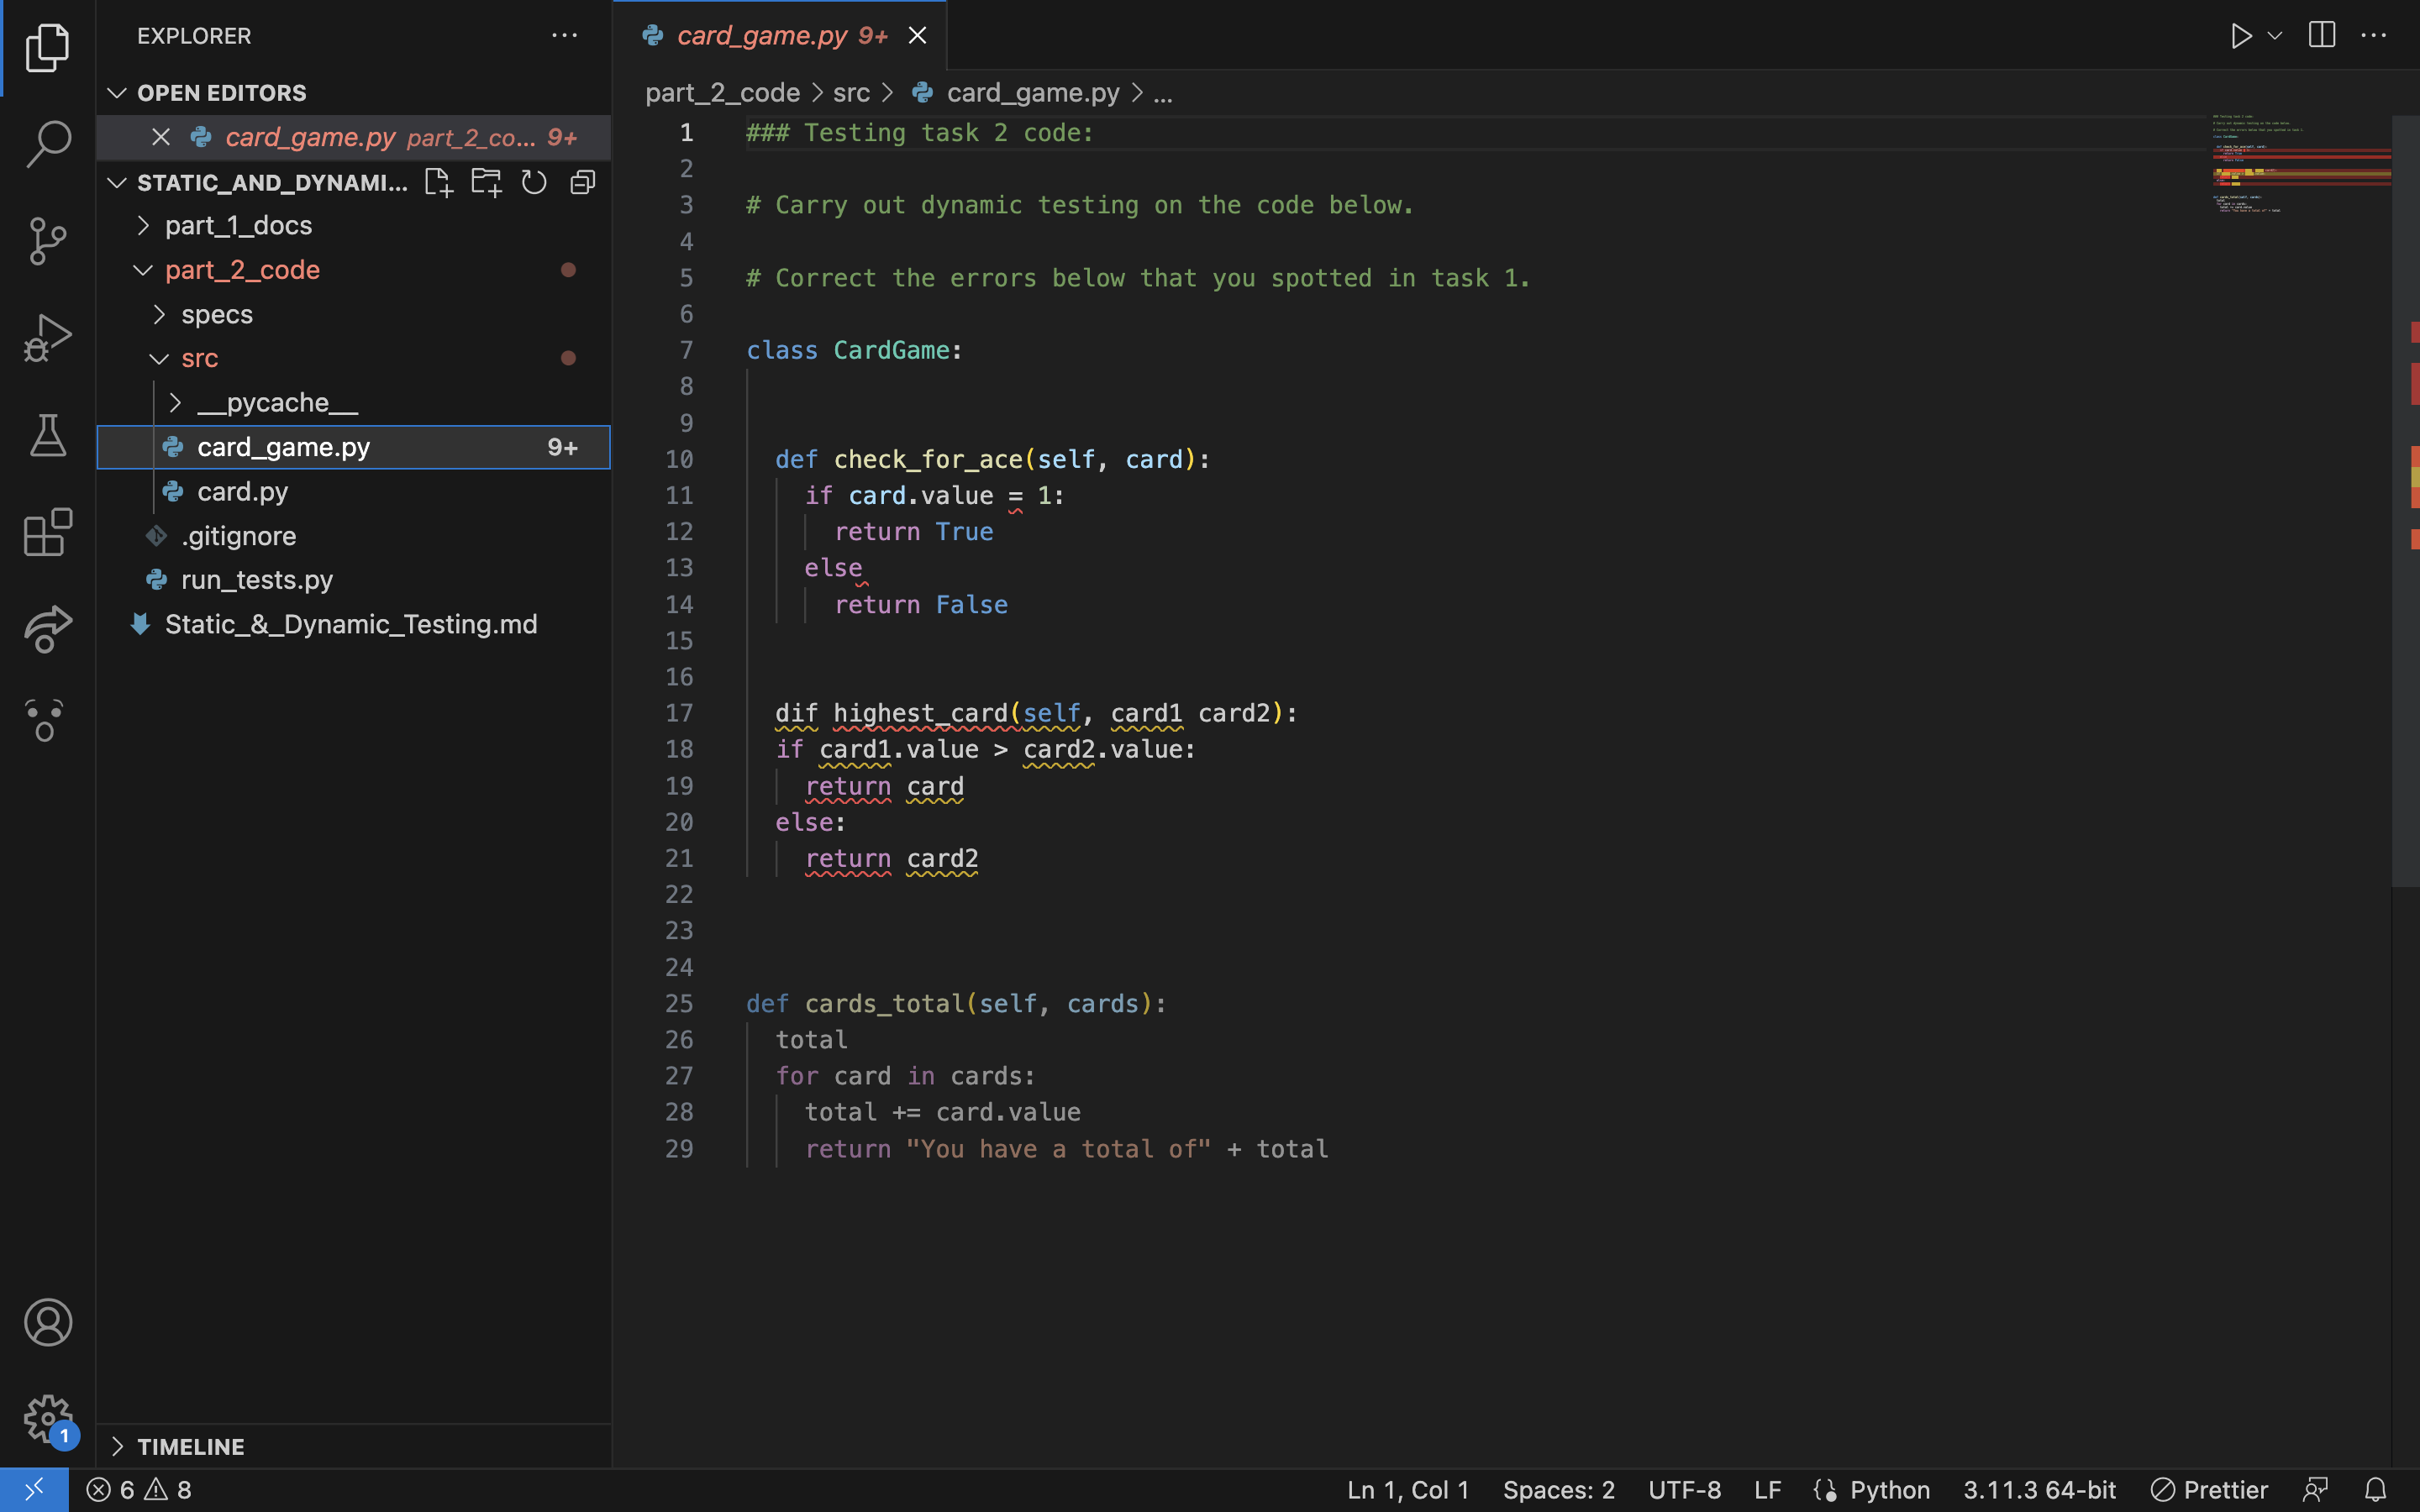 EXPLORER
OPEN EDITORS
card_game.py part_2_co... 9+
STATIC_AND_DYNAMI...
part_1_docs
part_2_code
specs
src
__pycache__
card_game.py 9+
card.py
.gitignore
run_tests.py
Static_&_Dynamic_Testing.md
TIMELINE
card_game.py 9+
part_2_code > src > card_game.py > ...
1 ### Testing task 2 code:
2
3 # Carry out dynamic testing on the code below.
4
5 # Correct the errors below that you spotted in task 1.
6
7 class CardGame:
8
9
10 def check_for_ace(self, card):
11 if card.value = 1:
12 return True
13 else
14 return False
15
16
17 dif highest_card(self, card1 card2):
18 if card1.value > card2.value:
19 return card
20 else:
21 return card2
22
23
24
25 def cards_total(self, cards):
26 total
27 for card in cards:
28 total += card.value
29 return "You have a total of" + total
1
6 8
Ln 1, Col 1 Spaces: 2 UTF-8 LF Python 3.11.3 64-bit Prettier